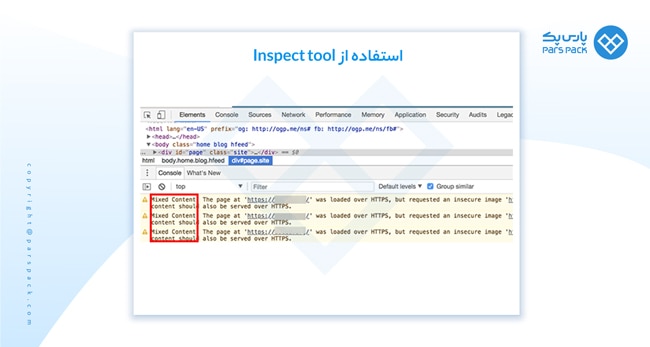 پارس پک
PARS PACK
استفاده از Inspect tool
Elements Console Sources Network Performance Memory Application Security Audits Legac
<html lang="en-US" prefix="og: http://ogp.me/ns# fb: http://ogp.me/ns/fb#">
▶<head>…</head>
▼<body class="home blog hfeed">
… ▶<div id="page" class="site">…</div> == $0
html body.home.blog.hfeed div#page.site
Console What's New
top ▼ Filter Default levels ▼ Group similar
Mixed Content: The page at 'https:// /' was loaded over HTTPS, but requested an insecure image 'h
content should also be served over HTTPS.
Mixed Content: The page at 'https:// /' was loaded over HTTPS, but requested an insecure image 'h
content should also be served over HTTPS.
Mixed Content: The page at 'https:// /' was loaded over HTTPS, but requested an insecure image 'h
content should also be served over HTTPS.
copyright@parspack.com